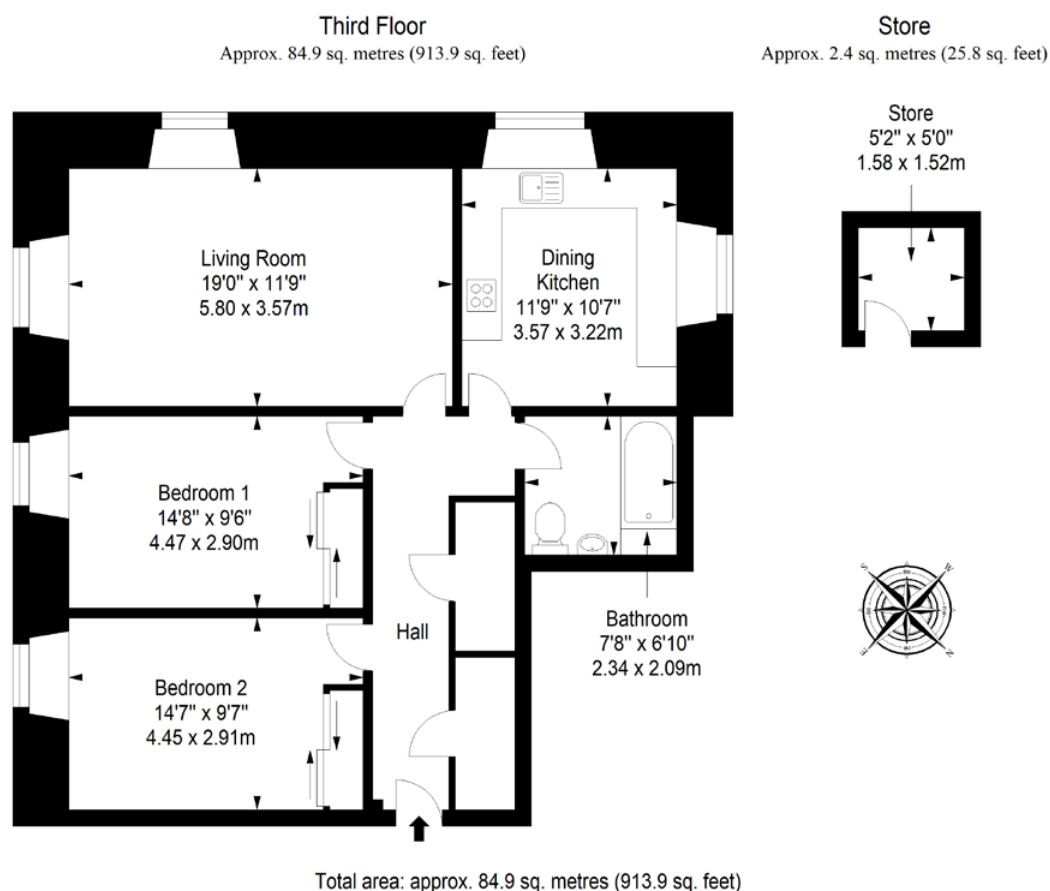 Third Floor
Approx. 84.9 sq. metres (913.9 sq. feet)
Store
Approx. 2.4 sq. metres (25.8 sq. feet)
Store
5'2" x 5'0"
1.58 x 1.52m
Living Room
19'0" x 11'9"
5.80 x 3.57m
Dining
Kitchen
11'9" x 10'7"
3.57 x 3.22m
Bedroom 1
14'8" x 9'6"
4.47 x 2.90m
Hall
Bathroom
7'8" x 6'10"
2.34 x 2.09m
Bedroom 2
14'7" x 9'7"
4.45 x 2.91m
S
W
E
N
Total area: approx. 84.9 sq. metres (913.9 sq. feet)